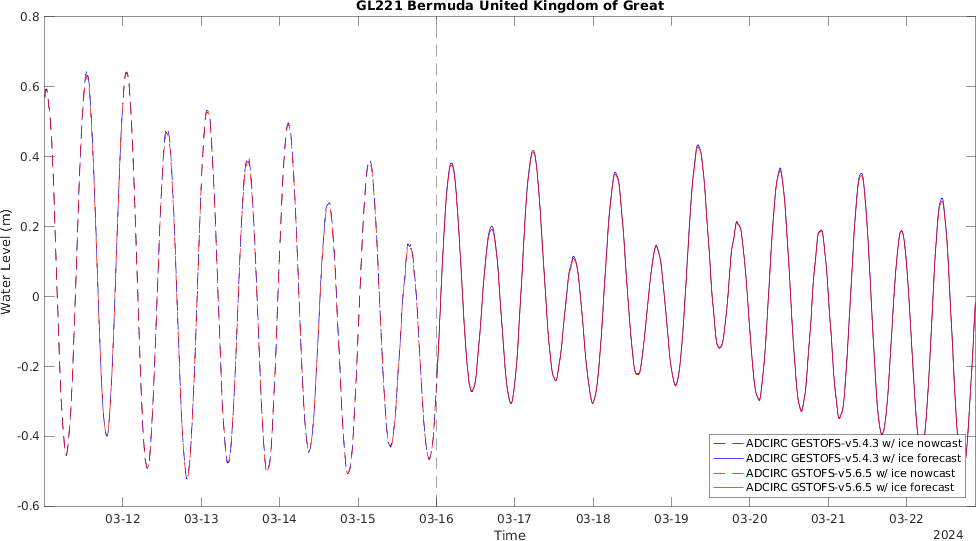 GL221 Bermuda United Kingdom of Great
0.8
0.6
0.4
0.2
0
-0.2
-0.4
-0.6
Water Level (m)
03-12 03-13 03-14 03-15 03-16 03-17 03-18 03-19 03-20 03-21 03-22
Time
2024
ADCIRC GESTOFS-v5.4.3 w/ ice nowcast
ADCIRC GESTOFS-v5.4.3 w/ ice forecast
ADCIRC GSTOFS-v5.6.5 w/ ice nowcast
ADCIRC GSTOFS-v5.6.5 w/ ice forecast